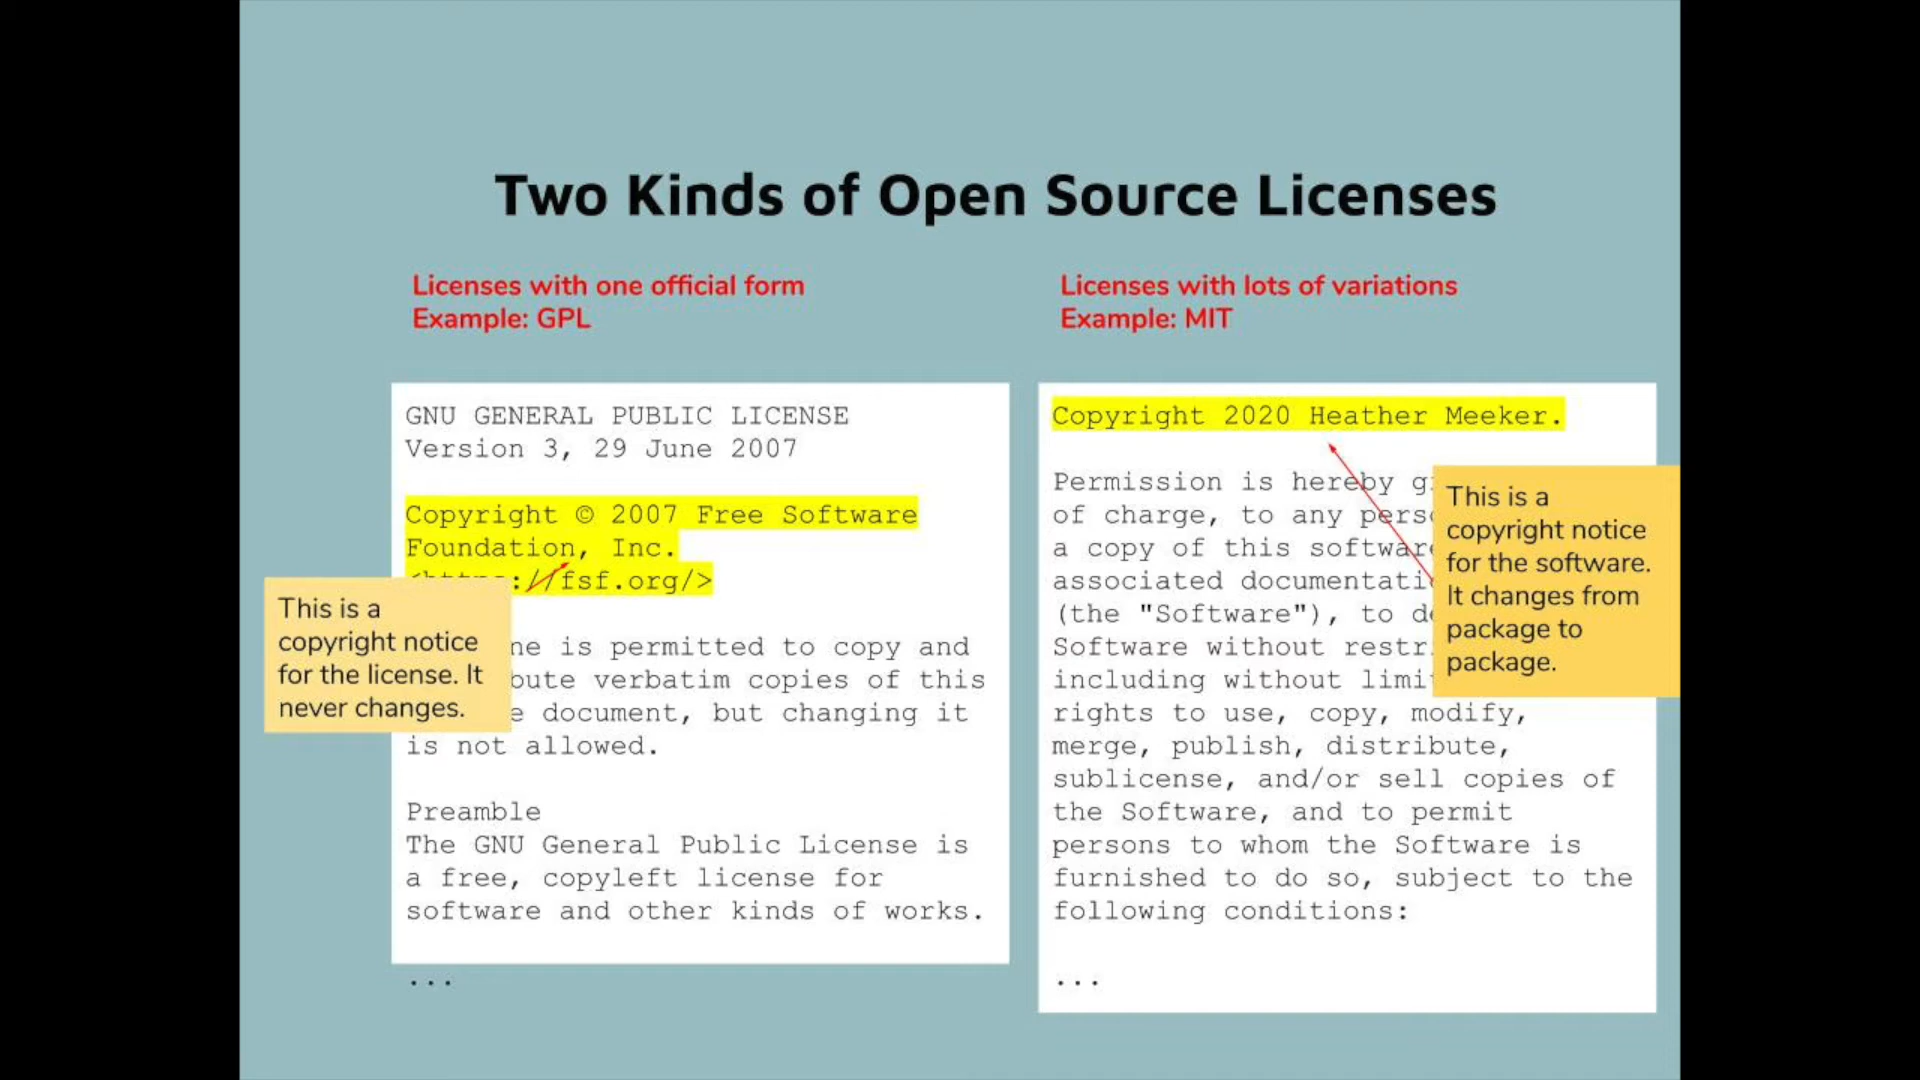 Two Kinds of Open Source Licenses
Licenses with one official form
Example: GPL
GNU GENERAL PUBLIC LICENSE
Version 3, 29 June 2007
Copyright © 2007 Free Software
Foundation, Inc.
://fsf.org/>
This is a
copyright notice
for the license. It
never changes.
ne is permitted to copy and
bute verbatim copies of this
e document, but changing it
is not allowed.
Preamble
The GNU General Public License is
a free, copyleft license for
software and other kinds of works.
...
Licenses with lots of variations
Example: MIT
Copyright 2020 Heather Meeker.
Permission is hereby g
of charge, to any pers
a copy of this softwar
associated documentati
(the "Software"), to d
Software without restr
including without limi
rights to use, copy, modify,
merge, publish, distribute,
sublicense, and/or sell copies of
the Software, and to permit
persons to whom the Software is
furnished to do so, subject to the
following conditions:
...
This is a
copyright notice
for the software.
It changes from
package to
package.